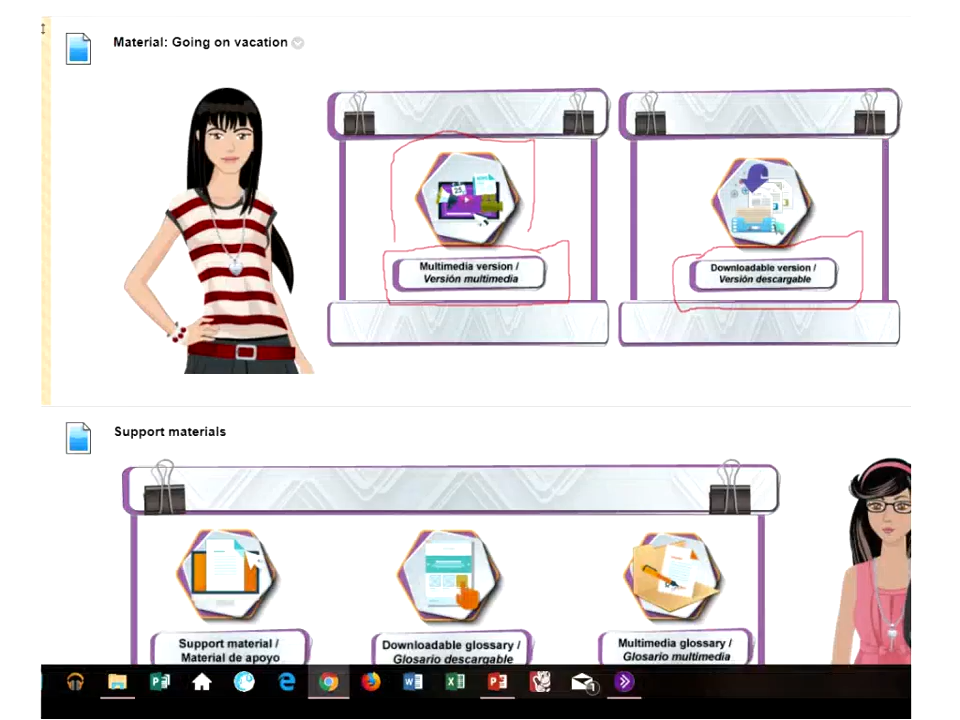 Material: Going on vacation
Multimedia version /
Versión multimedia
Downloadable version /
Versión descargable
Support materials
Support material /
Material de apoyo
Downloadable glossary /
Glosario descargable
Multimedia glossary /
Glosario multimedia